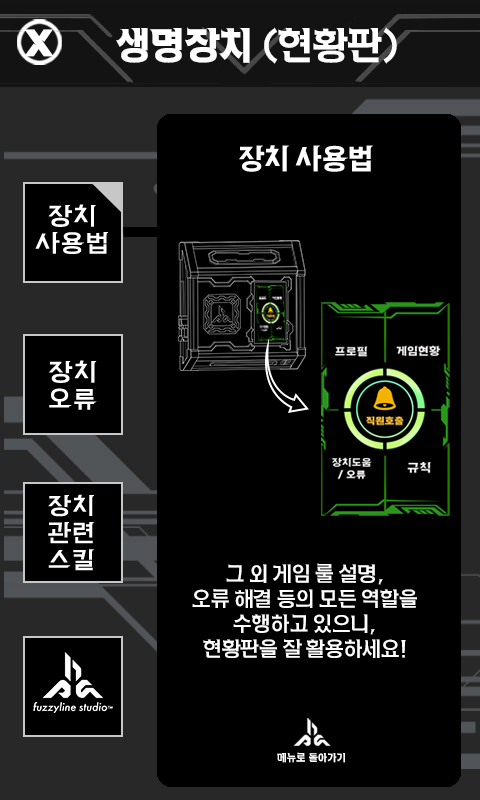 X
생명장치 (현황판)
장치
사용법
장치
오류
장치
관련
스킬
fuzzyline studio™
장치 사용법
프로필
게임현황
직원호출
장치도움
/ 오류
규칙
그 외 게임 룰 설명,
오류 해결 등의 모든 역할을
수행하고 있으니,
현황판을 잘 활용하세요!
메뉴로 돌아가기